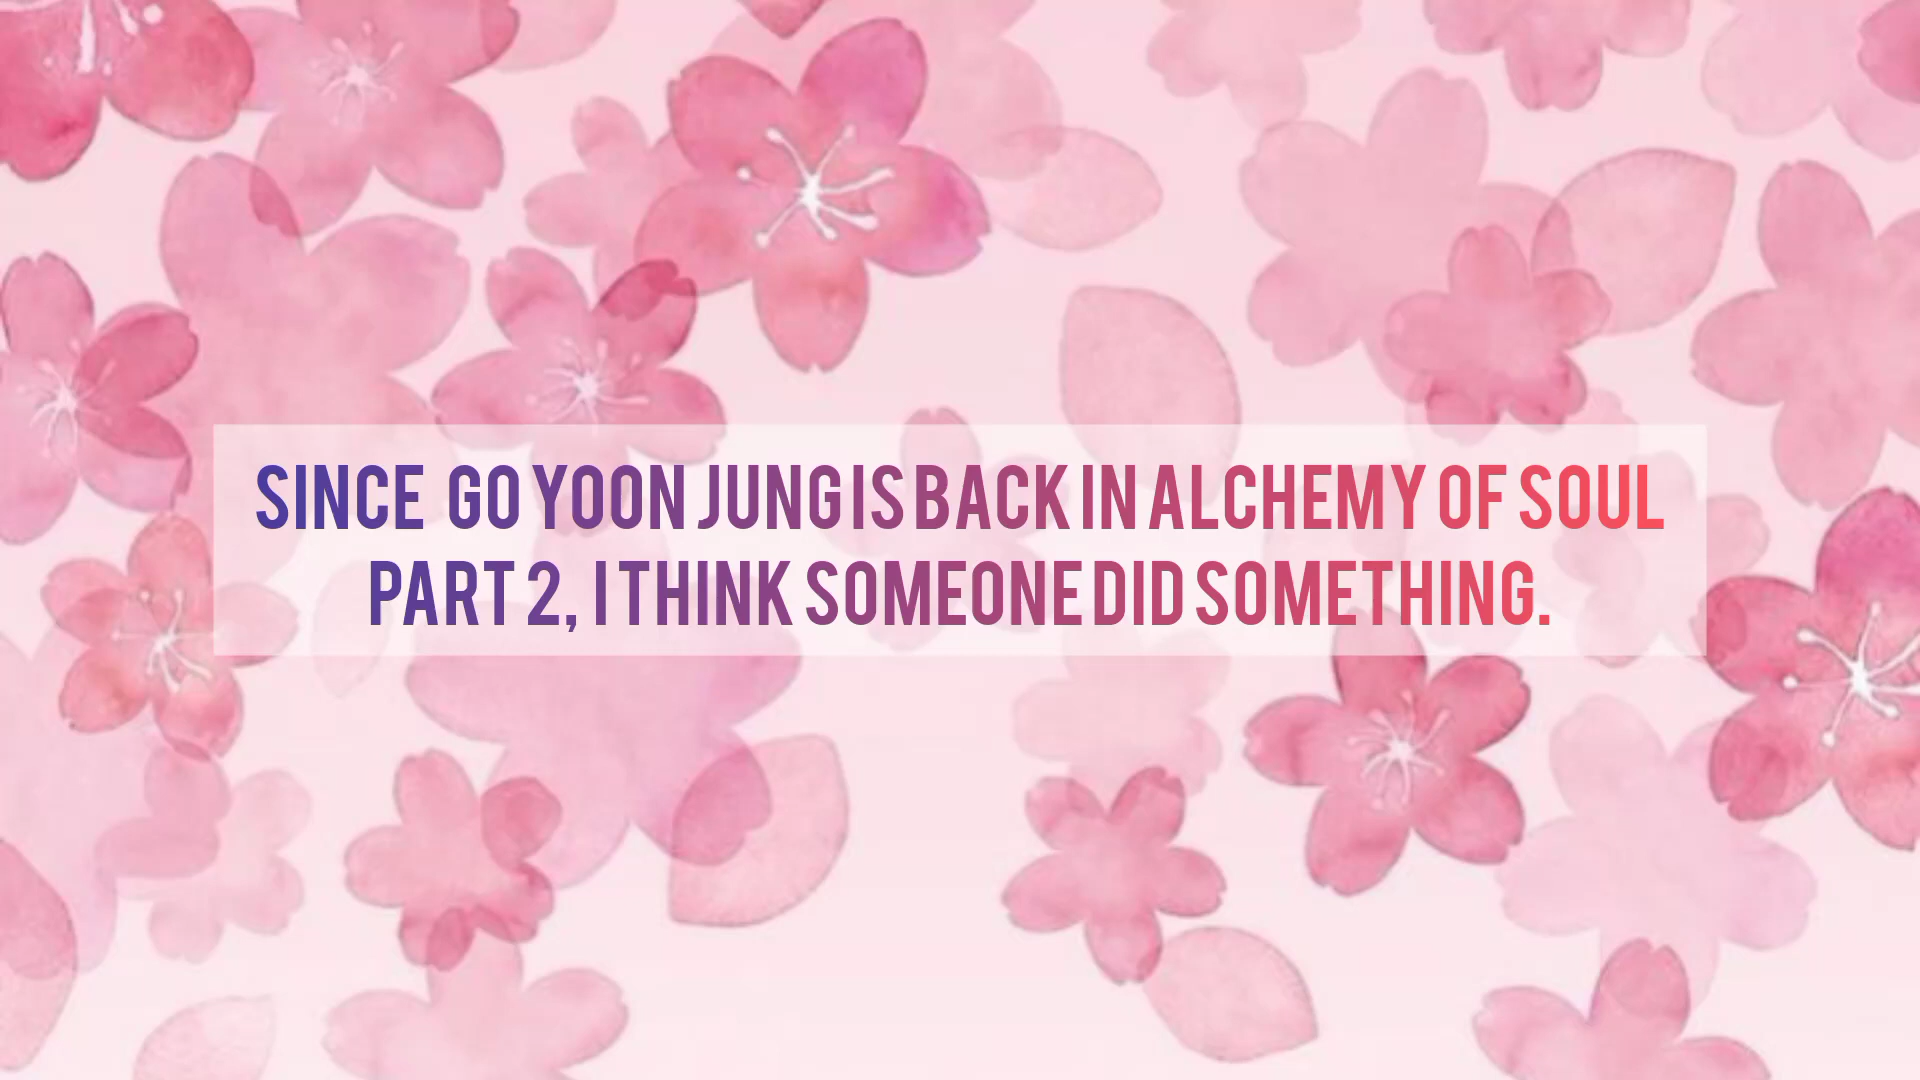 SINCE GO YOON JUNG IS BACK IN ALCHEMY OF SOUL
PART 2, I THINK SOMEONE DID SOMETHING.